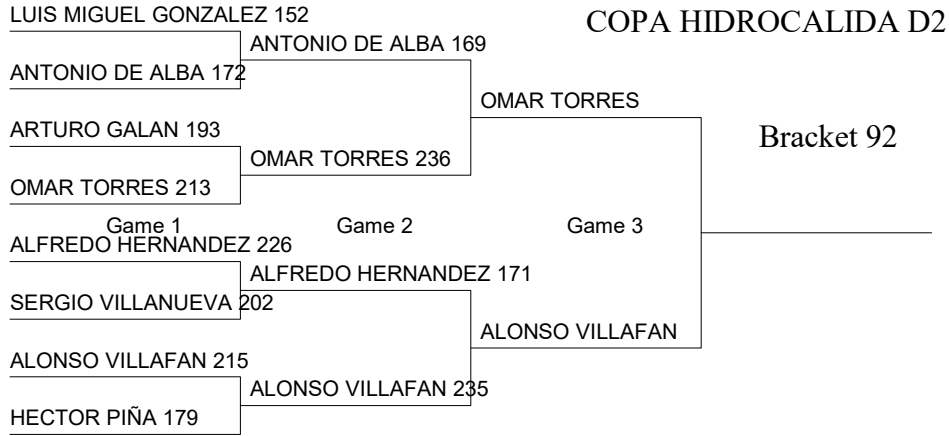 LUIS MIGUEL GONZALEZ 152
COPA HIDROCALIDA D2
ANTONIO DE ALBA 169
ANTONIO DE ALBA 172
OMAR TORRES
ARTURO GALAN 193
Bracket 92
OMAR TORRES 236
OMAR TORRES 213
Game 1
Game 2
Game 3
ALFREDO HERNANDEZ 226
ALFREDO HERNANDEZ 171
SERGIO VILLANUEVA 202
ALONSO VILLAFAN
ALONSO VILLAFAN 215
ALONSO VILLAFAN 235
HECTOR PIÑA 179